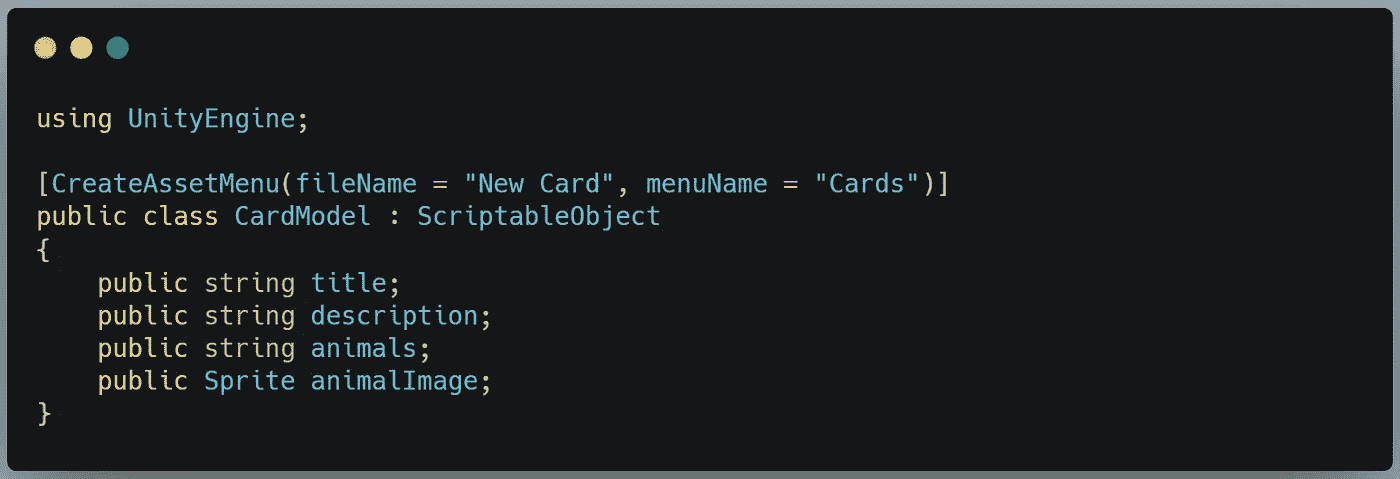 using UnityEngine;
[CreateAssetMenu(fileName = "New Card", menuName = "Cards")]
public class CardModel : ScriptableObject
{
    public string title;
    public string description;
    public string animals;
    public Sprite animalImage;
}